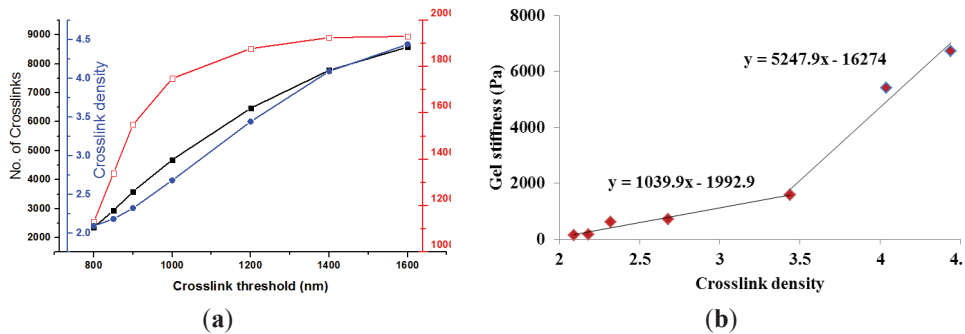 9000
8000
7000
6000
5000
4000
3000
2000
No. of Crosslinks
4.5
4.0
3.5
3.0
2.5
2.0
Crosslink density
2000
1800
1600
1400
1200
1000
800 1000 1200 1400 1600
Crosslink threshold (nm)
(a)
8000
6000
4000
2000
0
Gel stiffness (Pa)
y = 5247.9x - 16274
y = 1039.9x - 1992.9
2 2.5 3 3.5 4 4.
Crosslink density
(b)